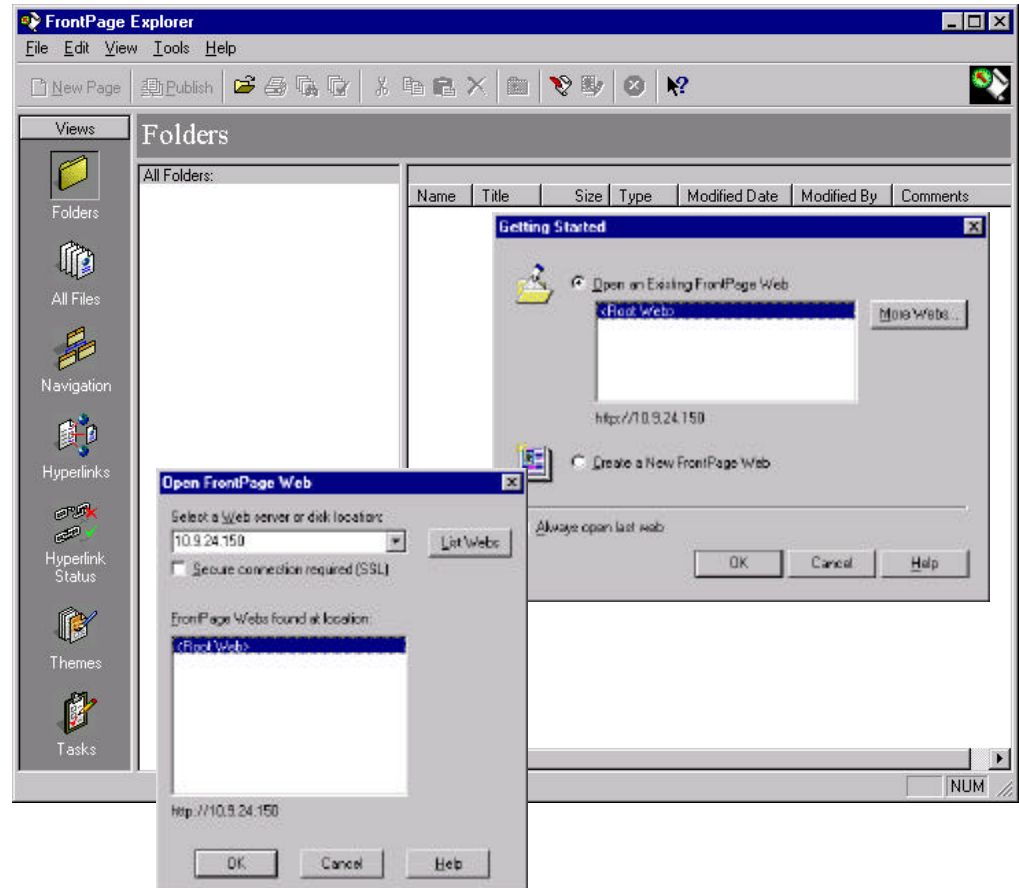 FrontPage Explorer
File Edit View Tools Help
New Page Publish
Views
Folders
Folders
All Files
Navigation
Hyperlinks
Hyperlink
Status
Themes
Tasks
All Folders:
Name Title Size Type Modified Date Modified By Comments
Getting Started
Open an Existing FrontPage Web
<Root Web>
More Webs...
http://10.9.24.150
Create a New FrontPage Web
Always open last web
OK Cancel Help
Open FrontPage Web
Select a Web server or disk location:
10.9.24.150
List Webs
Secure connection required (SSL)
FrontPage Webs found at location:
<Root Web>
http://10.9.24.150
OK Cancel Help
NUM